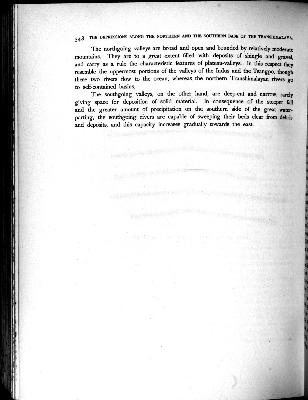 348 THE DEPRESSIONS ALONG THE NORTHERN AND THE SOUTHERN BASE OF THE TRANSHIMALAYA.
The northgoing valleys are broad and open and bounded by relatively moderate
mountains. They are to a great extent filled with deposits of shingle and gravel,
and carry as a rule the characteristic features of plateau-valleys. In this respect they
resemble the uppermost portions of the valleys of the Indus and the Tsangpo, though
these two rivers flow to the ocean, whereas the northern Transhimalayan rivers go
to self-contained basins.
The southgoing valleys, on the other hand, are deep-cut and narrow, rarely
giving space for deposition of solid material. In consequence of the steeper fall
and the greater amount of precipitation on the southern side of the great water-
parting, the southgoing rivers are capable of sweeping their beds clear from débris
and deposits, and this capacity increases gradually towards the east.